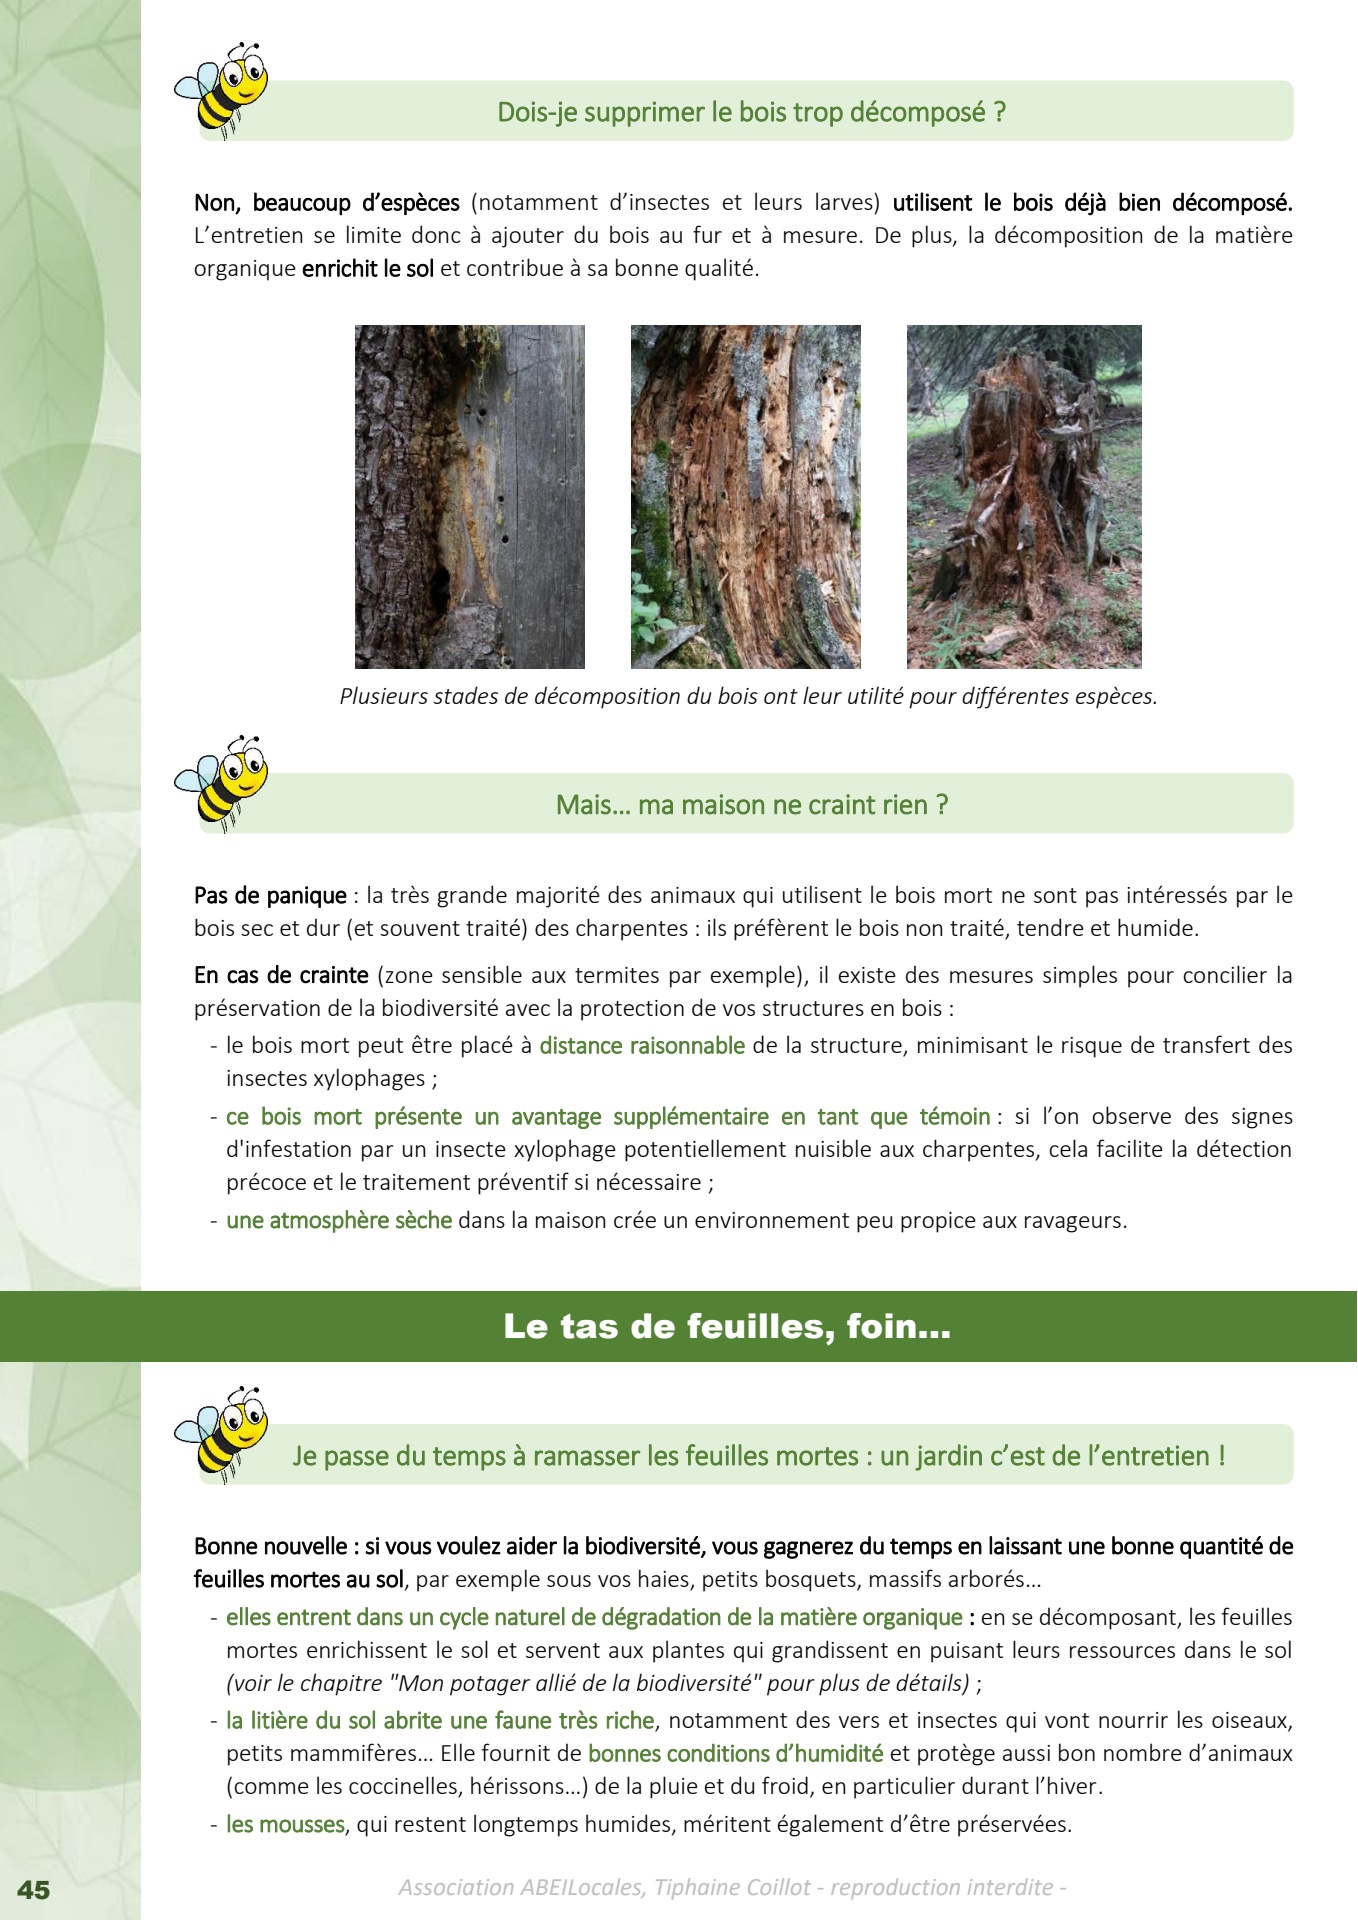 Dois-je supprimer le bois trop décomposé ?
Non, beaucoup d’espèces (notamment d’insectes et leurs larves) utilisent le bois déjà bien décomposé.
L’entretien se limite donc à ajouter du bois au fur et à mesure. De plus, la décomposition de la matière
organique enrichit le sol et contribue à sa bonne qualité.
Plusieurs stades de décomposition du bois ont leur utilité pour différentes espèces.
Mais… ma maison ne craint rien ?
Pas de panique : la très grande majorité des animaux qui utilisent le bois mort ne sont pas intéressés par le
bois sec et dur (et souvent traité) des charpentes : ils préfèrent le bois non traité, tendre et humide.
En cas de crainte (zone sensible aux termites par exemple), il existe des mesures simples pour concilier la
préservation de la biodiversité avec la protection de vos structures en bois :
- le bois mort peut être placé à distance raisonnable de la structure, minimisant le risque de transfert des
insectes xylophages ;
- ce bois mort présente un avantage supplémentaire en tant que témoin : si l’on observe des signes
d'infestation par un insecte xylophage potentiellement nuisible aux charpentes, cela facilite la détection
précoce et le traitement préventif si nécessaire ;
- une atmosphère sèche dans la maison crée un environnement peu propice aux ravageurs.
Le tas de feuilles, foin…
Je passe du temps à ramasser les feuilles mortes : un jardin c’est de l’entretien !
Bonne nouvelle : si vous voulez aider la biodiversité, vous gagnerez du temps en laissant une bonne quantité de
feuilles mortes au sol, par exemple sous vos haies, petits bosquets, massifs arborés…
- elles entrent dans un cycle naturel de dégradation de la matière organique : en se décomposant, les feuilles
mortes enrichissent le sol et servent aux plantes qui grandissent en puisant leurs ressources dans le sol
(voir le chapitre "Mon potager allié de la biodiversité" pour plus de détails) ;
- la litière du sol abrite une faune très riche, notamment des vers et insectes qui vont nourrir les oiseaux,
petits mammifères… Elle fournit de bonnes conditions d’humidité et protège aussi bon nombre d’animaux
(comme les coccinelles, hérissons…) de la pluie et du froid, en particulier durant l’hiver.
- les mousses, qui restent longtemps humides, méritent également d’être préservées.
45
Association ABEILocales, Tiphaine Coillot - reproduction interdite -